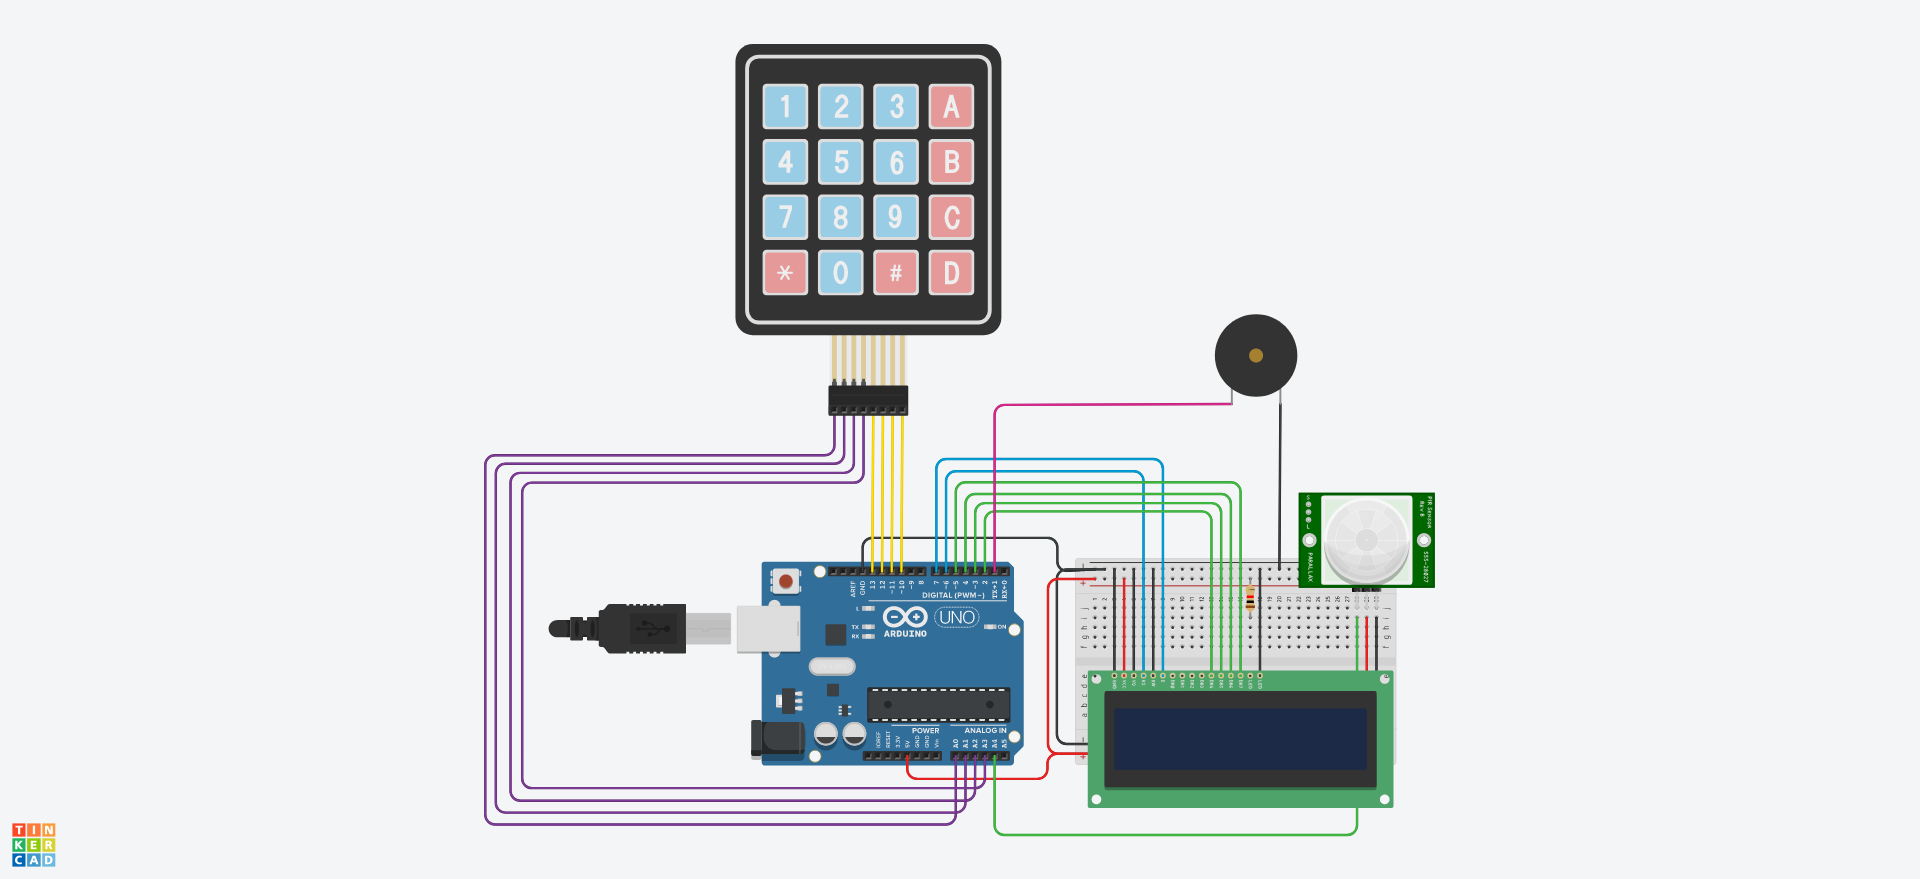 1 2 3 A
4 5 6 B
7 8 9 C
* 0 # D
PIR Sensor
Rev B
555-28027
PARALLAX
AREF
GND
13
12
~11
~10
~9
8
7
~6
~5
4
~3
2
TX→1
RX←0
DIGITAL (PWM~)
L
TX
RX
ARDUINO
UNO
ON
POWER
ANALOG IN
IOREF
RESET
3.3V
5V
GND
GND
Vin
A0
A1
A2
A3
A4
A5
TIN
KER
CAD